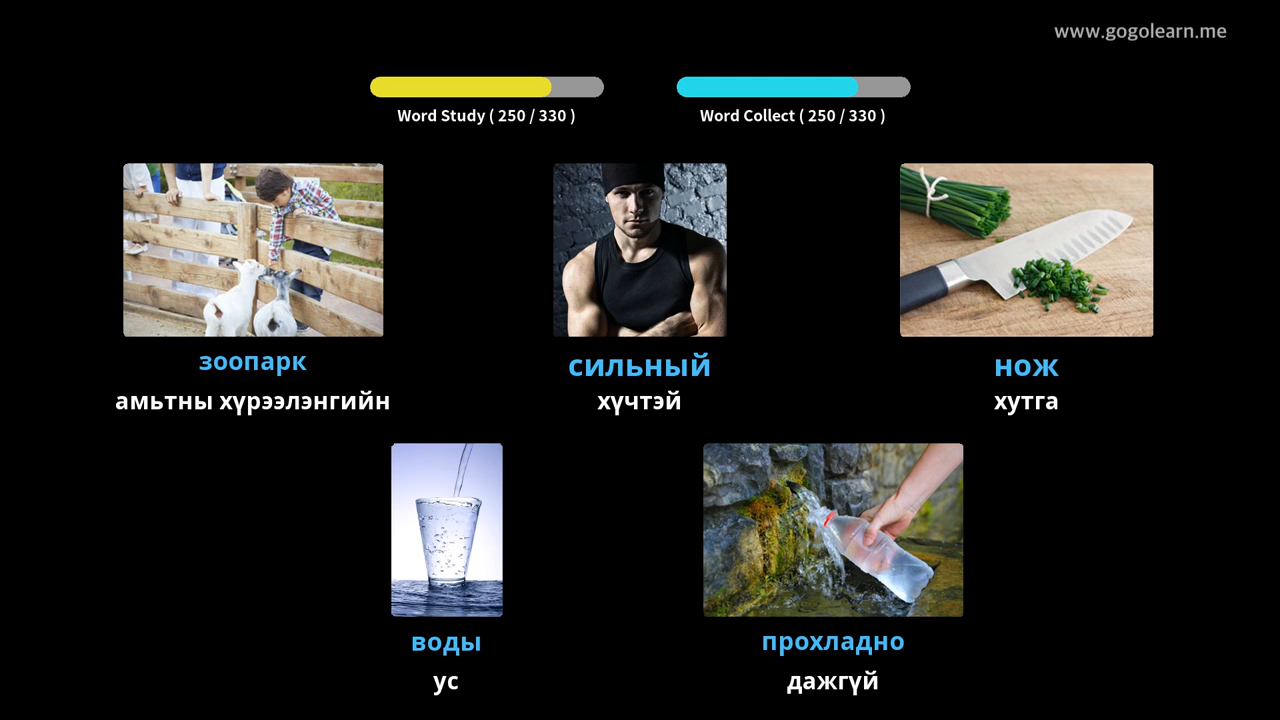 www.gogolearn.me
Word Study ( 250 / 330 )
Word Collect ( 250 / 330 )
зоопарк
амьтны хүрээлэнгийн
сильный
хүчтэй
нож
хутга
воды
ус
прохладно
дажгүй